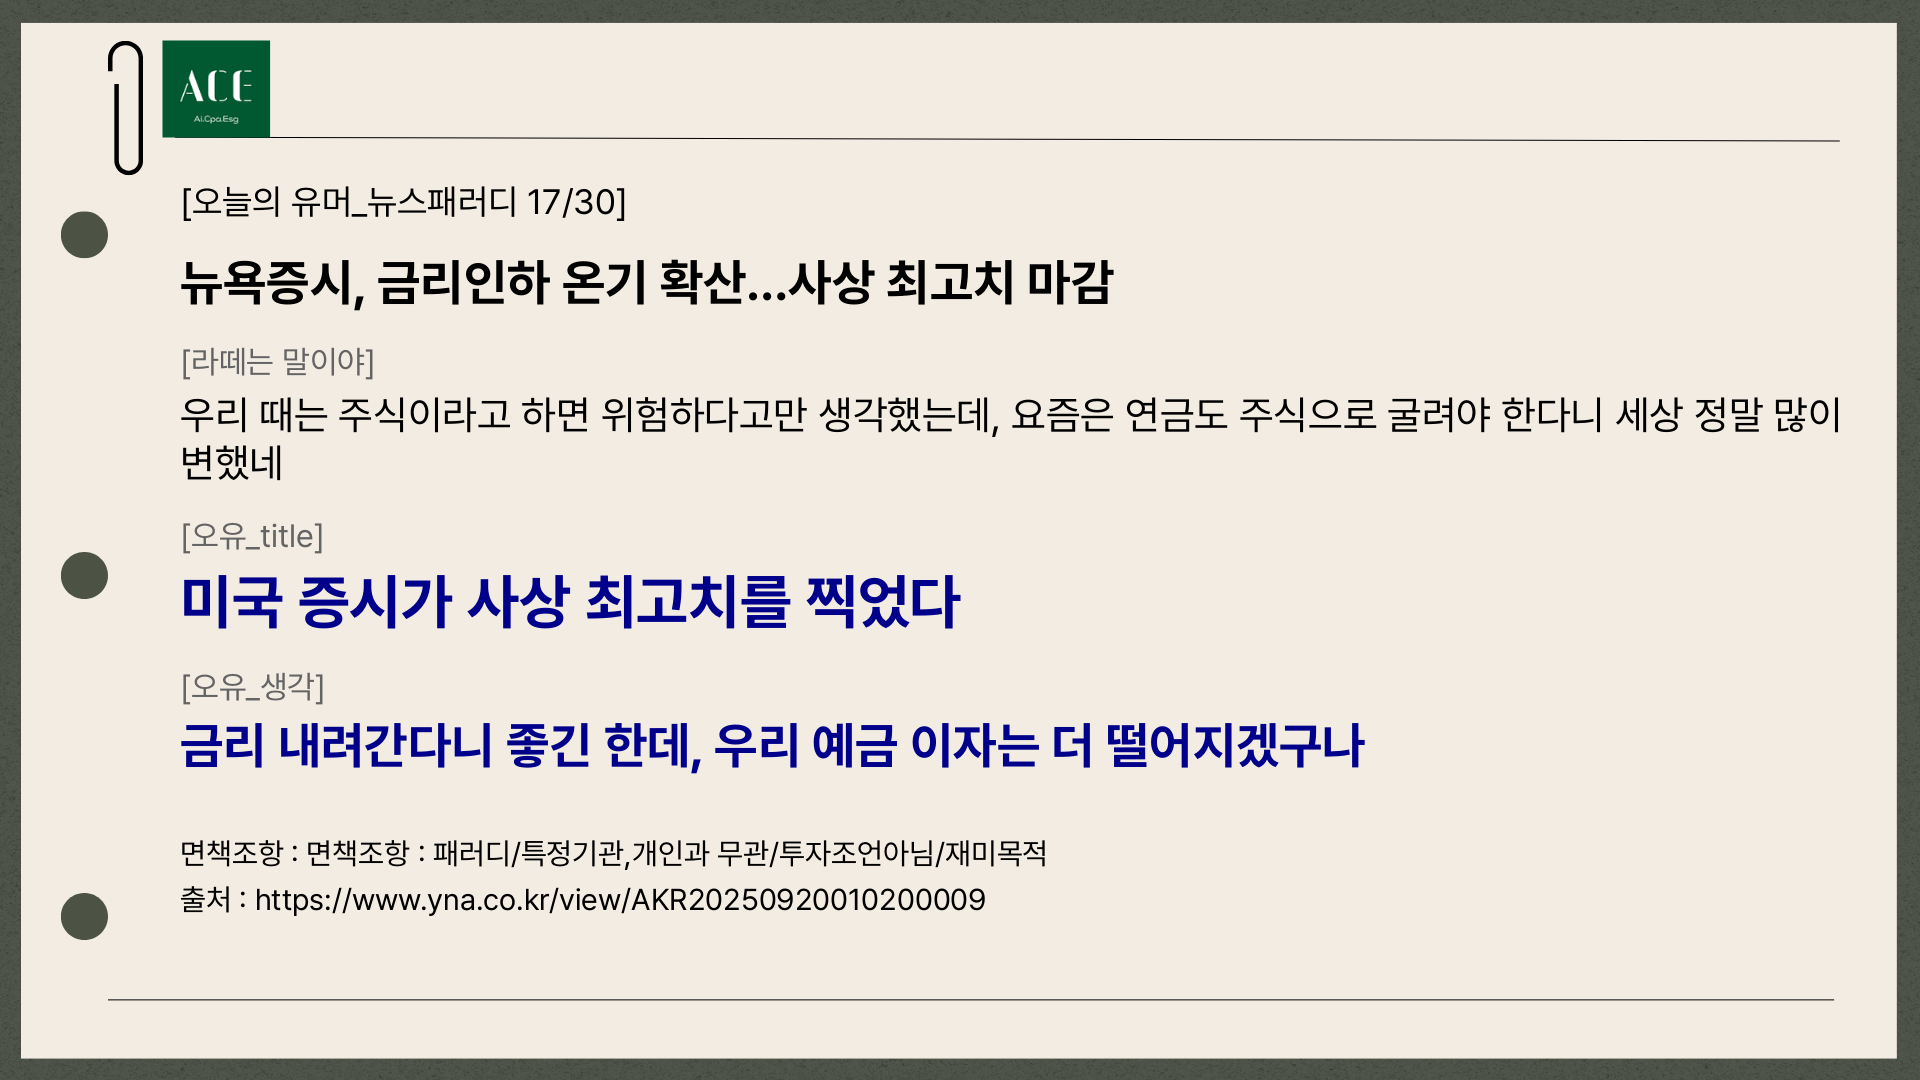 ACE
Ai.Cpa.Esg
[오늘의 유머_뉴스패러디 17/30]
뉴욕증시, 금리인하 온기 확산...사상 최고치 마감
[라떼는 말이야]
우리 때는 주식이라고 하면 위험하다고만 생각했는데, 요즘은 연금도 주식으로 굴려야 한다니 세상 정말 많이
변했네
[오유_title]
미국 증시가 사상 최고치를 찍었다
[오유_생각]
금리 내려간다니 좋긴 한데, 우리 예금 이자는 더 떨어지겠구나
면책조항 : 면책조항 : 패러디/특정기관,개인과 무관/투자조언아님/재미목적
출처 : https://www.yna.co.kr/view/AKR20250920010200009